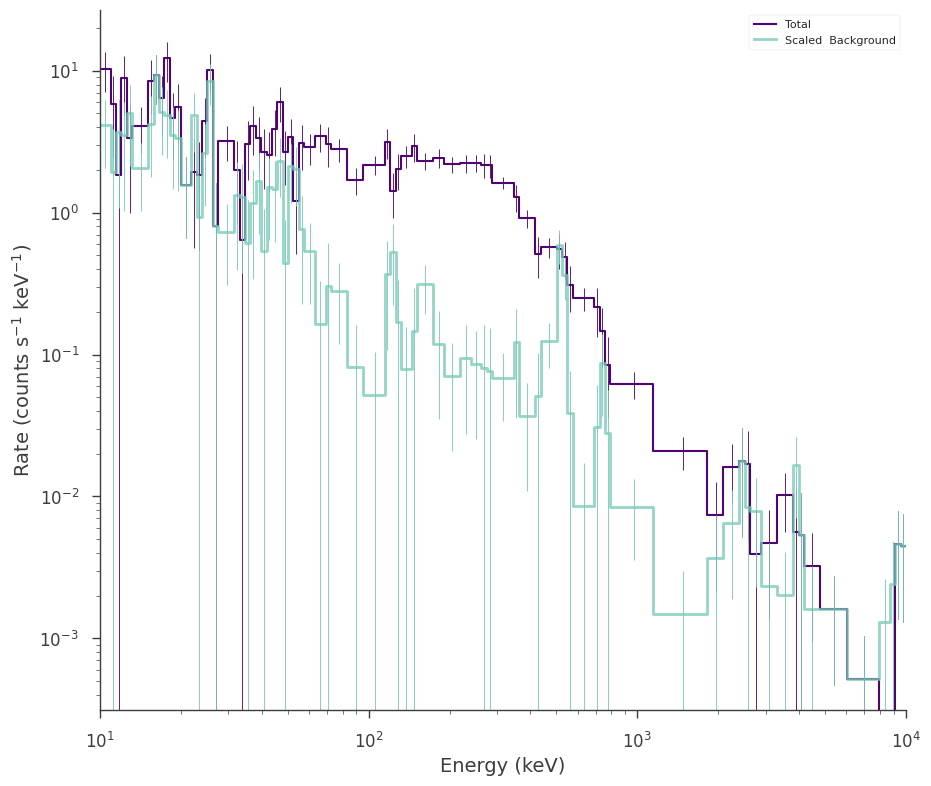 Total
Scaled  Background
10¹
10⁰
10⁻¹
10⁻²
10⁻³
Rate (counts s⁻¹ keV⁻¹)
10¹
10²
10³
10⁴
Energy (keV)